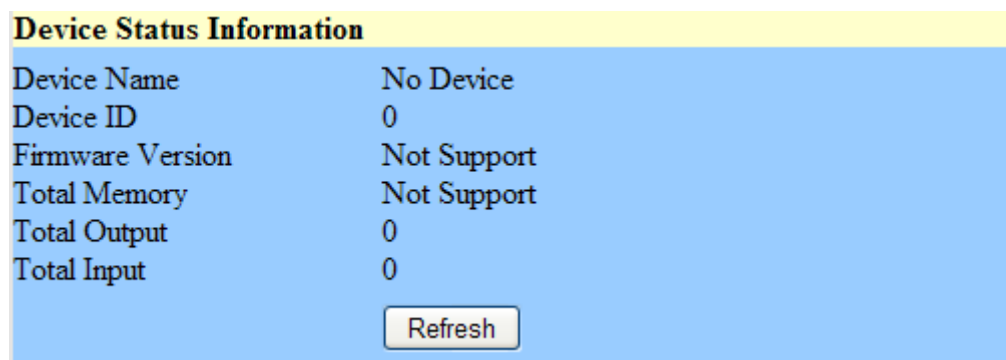 Device Status Information
Device Name No Device
Device ID 0
Firmware Version Not Support
Total Memory Not Support
Total Output 0
Total Input 0
Refresh